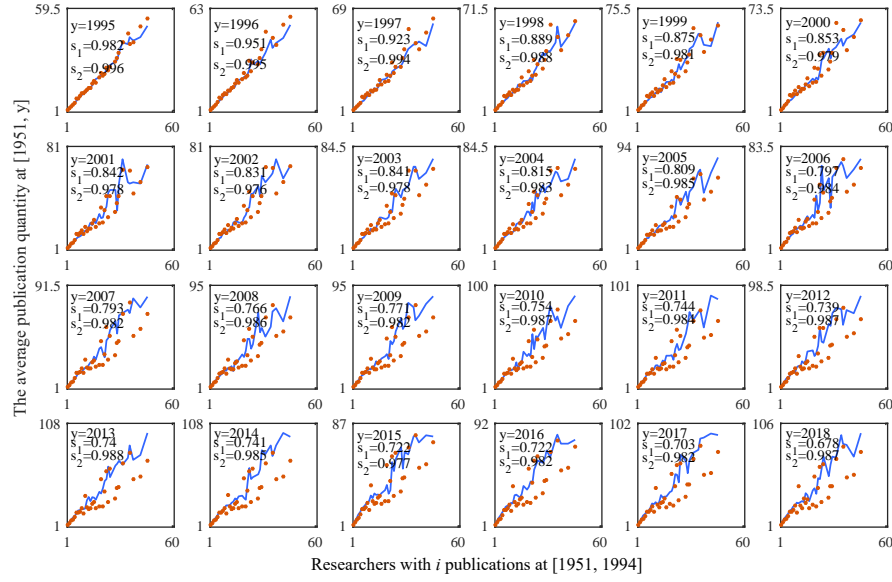 59.5
y=1995
s1=0.982
s2=0.996
1
1
60
63
y=1996
s1=0.951
s2=0.995
1
1
60
69
y=1997
s1=0.923
s2=0.994
1
1
60
71.5
y=1998
s1=0.889
s2=0.988
1
1
60
75.5
y=1999
s1=0.875
s2=0.981
1
1
60
73.5
y=2000
s1=0.853
s2=0.979
1
1
60
81
y=2001
s1=0.842
s2=0.978
1
1
60
81
y=2002
s1=0.831
s2=0.976
1
1
60
84.5
y=2003
s1=0.841
s2=0.978
1
1
60
84.5
y=2004
s1=0.815
s2=0.983
1
1
60
94
y=2005
s1=0.809
s2=0.985
1
1
60
83.5
y=2006
s1=0.797
s2=0.984
1
1
60
91.5
y=2007
s1=0.793
s2=0.982
1
1
60
95
y=2008
s1=0.766
s2=0.986
1
1
60
95
y=2009
s1=0.771
s2=0.982
1
1
60
100
y=2010
s1=0.754
s2=0.987
1
1
60
101
y=2011
s1=0.744
s2=0.984
1
1
60
98.5
y=2012
s1=0.739
s2=0.987
1
1
60
108
y=2013
s1=0.74
s2=0.988
1
1
60
108
y=2014
s1=0.741
s2=0.985
1
1
60
87
y=2015
s1=0.722
s2=0.977
1
1
60
92
y=2016
s1=0.722
s2=0.982
1
1
60
102
y=2017
s1=0.703
s2=0.982
1
1
60
106
y=2018
s1=0.678
s2=0.987
1
1
60
The average publication quantity at [1951, y]
Researchers with i publications at [1951, 1994]